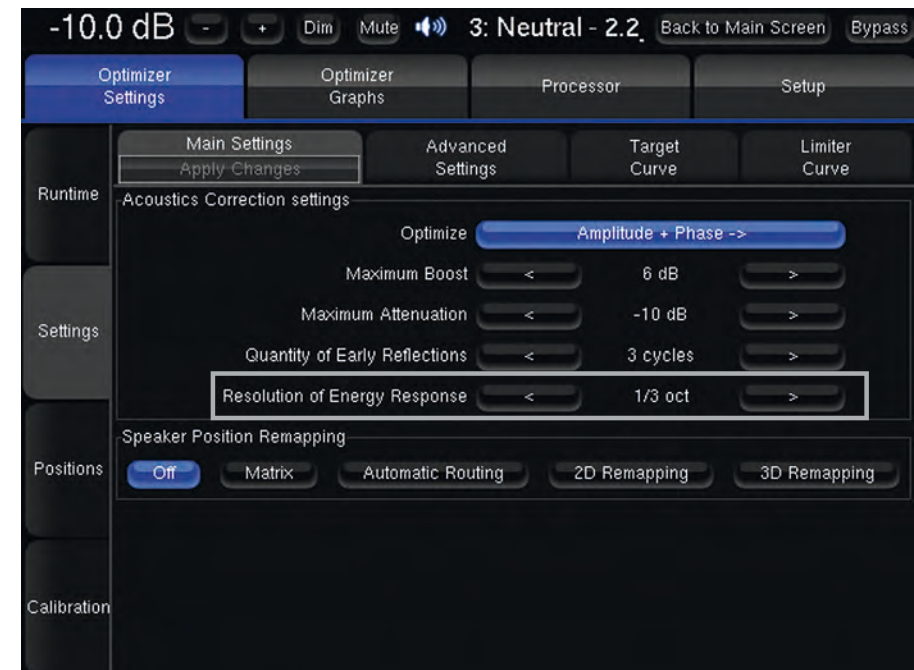 -10.0 dB - + Dim Mute 3: Neutral - 2.2 Back to Main Screen Bypass
Optimizer Settings
Optimizer Graphs
Processor
Setup
Main Settings
Apply Changes
Advanced Settings
Target Curve
Limiter Curve
Runtime
Settings
Positions
Calibration
Acoustics Correction settings
Optimize Amplitude + Phase ->
Maximum Boost < 6 dB >
Maximum Attenuation < -10 dB >
Quantity of Early Reflections < 3 cycles >
Resolution of Energy Response < 1/3 oct >
Speaker Position Remapping
Off Matrix Automatic Routing 2D Remapping 3D Remapping